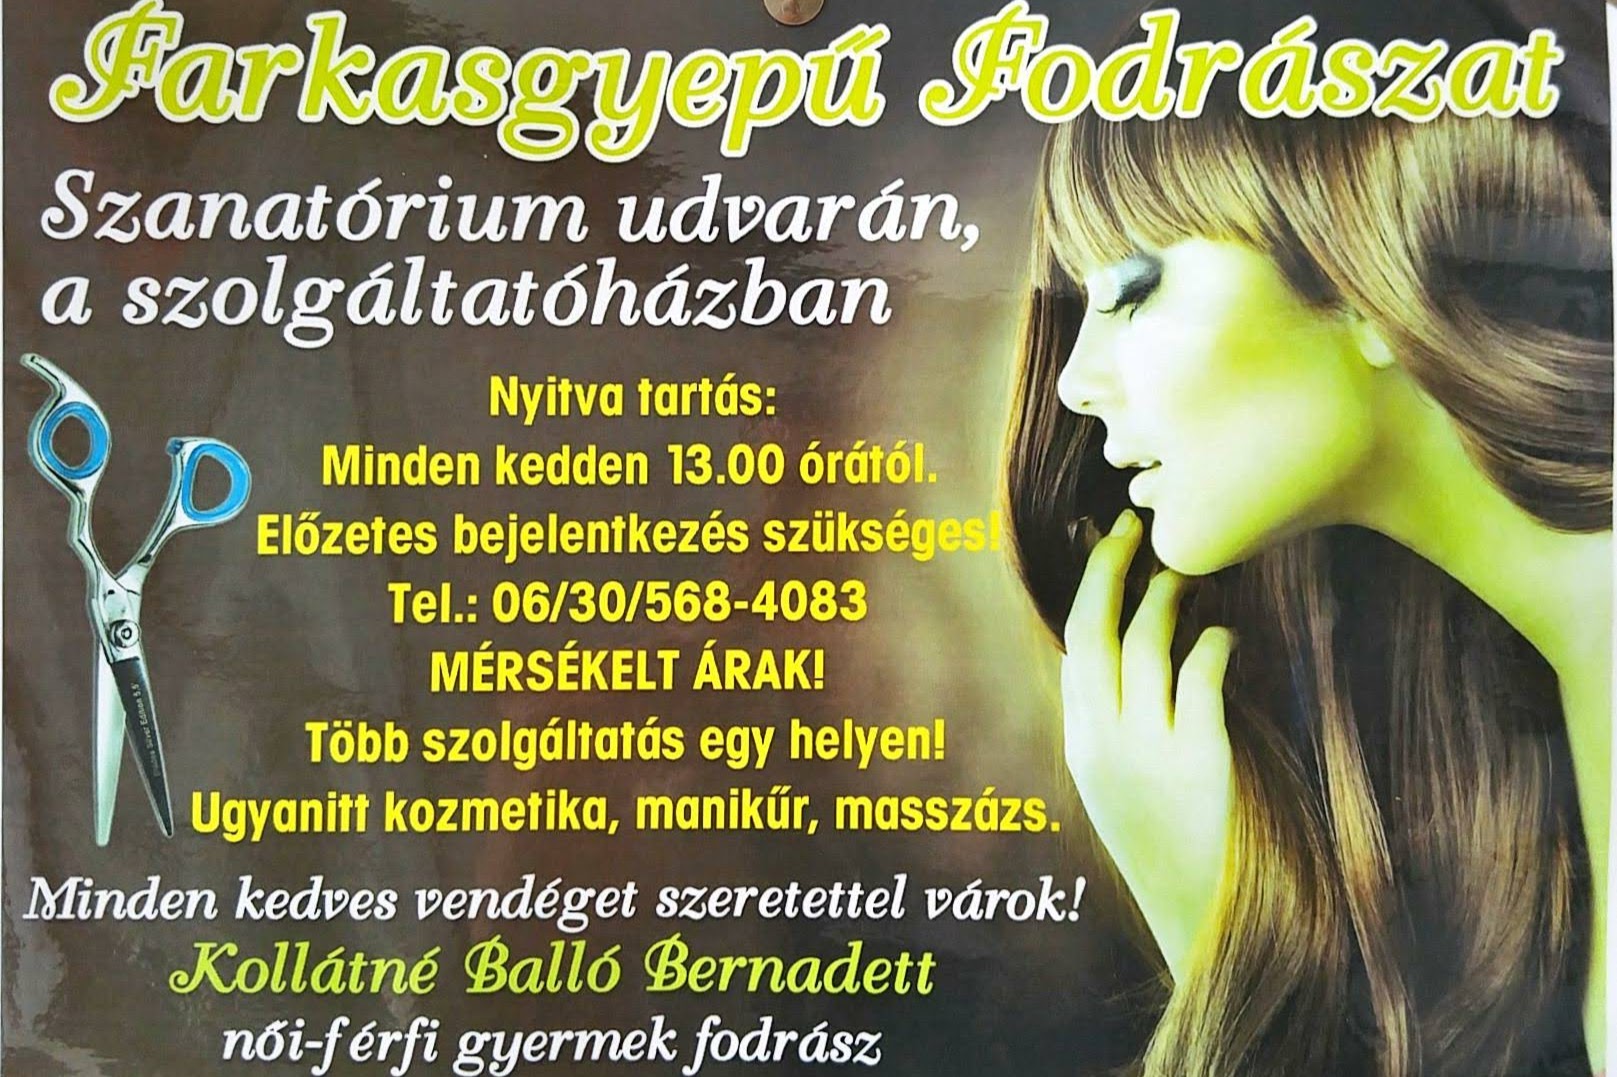 Farkasgyepű Fodrászat
Szanatórium udvarán,
a szolgáltatóházban
Nyitva tartás:
Minden kedden 13.00 órától.
Előzetes bejelentkezés szükséges!
Tel.: 06/30/568-4083
MÉRSÉKELT ÁRAK!
Több szolgáltatás egy helyen!
Ugyanitt kozmetika, manikűr, masszázs.
Minden kedves vendéget szeretettel várok!
Kollátné Balló Bernadett
női-férfi gyermek fodrász